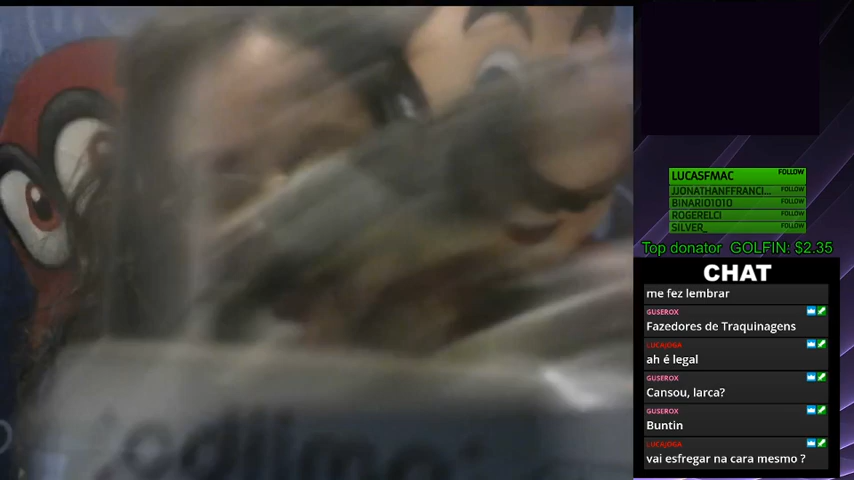 LUCASFMAC FOLLOW
JJONATHANFFRANCI... FOLLOW
BINARIO1010 FOLLOW
ROGERELCI FOLLOW
SILVER_ FOLLOW
Top donator GOLFIN: $2.35
CHAT
me fez lembrar
GUSEROX
Fazedores de Traquinagens
LUCAJOGA
ah é legal
GUSEROX
Cansou, larca?
GUSEROX
Buntin
LUCAJOGA
vai esfregar na cara mesmo ?